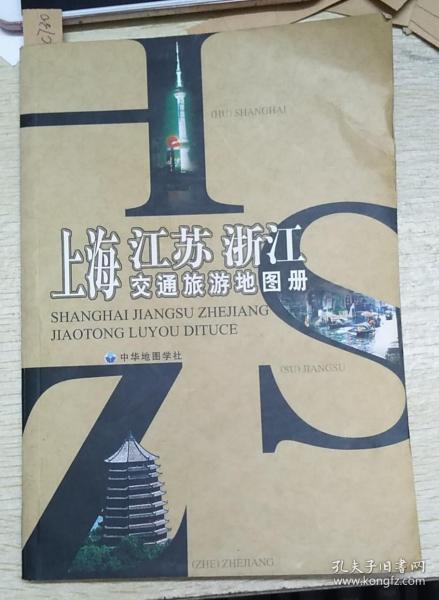 C730
H
(HU) SHANGHAI
上海 江苏 浙江
交通旅游地图册
SHANGHAI JIANGSU ZHEJIANG
JIAOTONG LUYOU DITUCE
中华地图学社
S
(SU) JIANGSU
Z
(ZHE) ZHEJIANG
孔夫子旧书网
www.kongfz.com